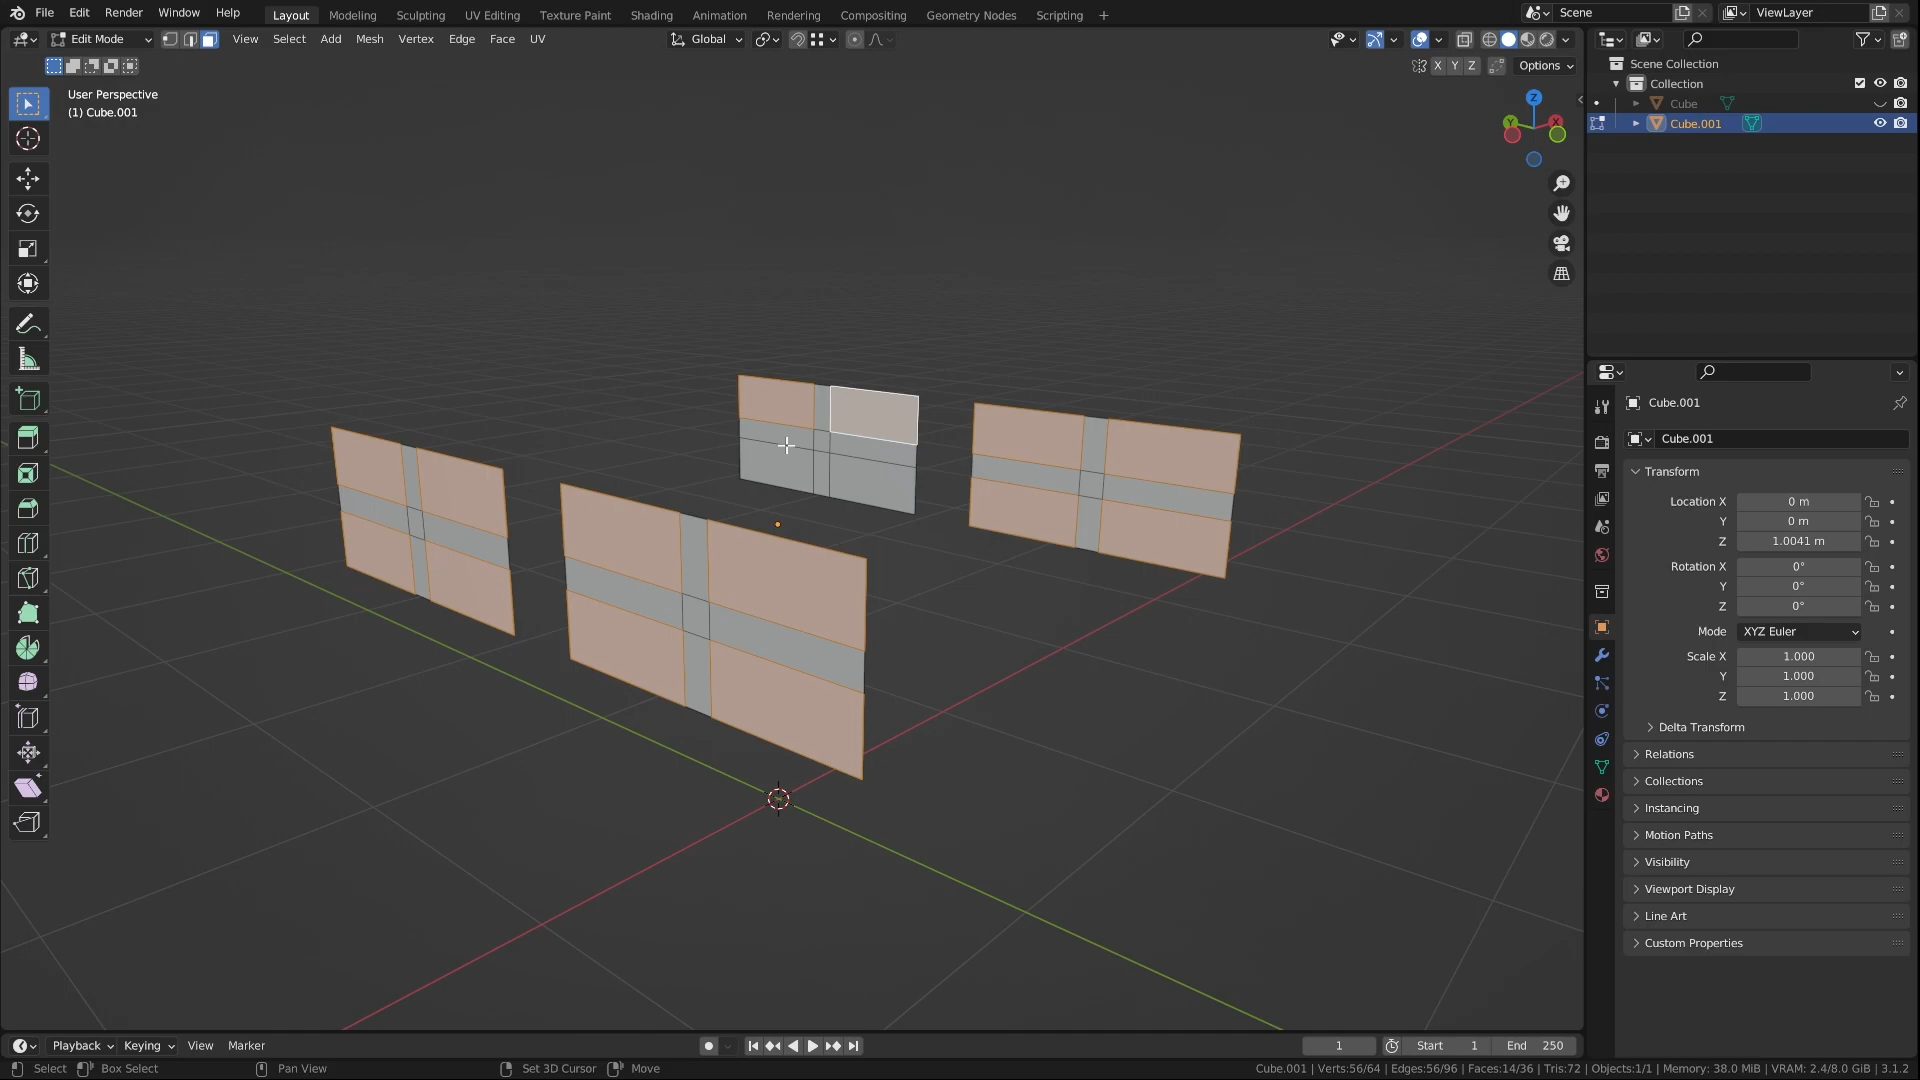 File Edit Render Window Help Layout Modeling Sculpting UV Editing Texture Paint Shading Animation Rendering Compositing Geometry Nodes Scripting + Scene ViewLayer
Edit Mode View Select Add Mesh Vertex Edge Face UV Global
X Y Z Options
User Perspective
(1) Cube.001
Z
Y X
Scene Collection
Collection
Cube
Cube.001
Cube.001
Cube.001
Transform
Location X 0 m
Y 0 m
Z 1.0041 m
Rotation X 0°
Y 0°
Z 0°
Mode XYZ Euler
Scale X 1.000
Y 1.000
Z 1.000
Delta Transform
Relations
Collections
Instancing
Motion Paths
Visibility
Viewport Display
Line Art
Custom Properties
Playback Keying View Marker 1 Start 1 End 250
Select Box Select Pan View Set 3D Cursor Move Cube.001 | Verts:56/64 | Edges:56/96 | Faces:14/36 | Tris:72 | Objects:1/1 | Memory: 38.0 MiB | VRAM: 2.4/8.0 GiB | 3.1.2